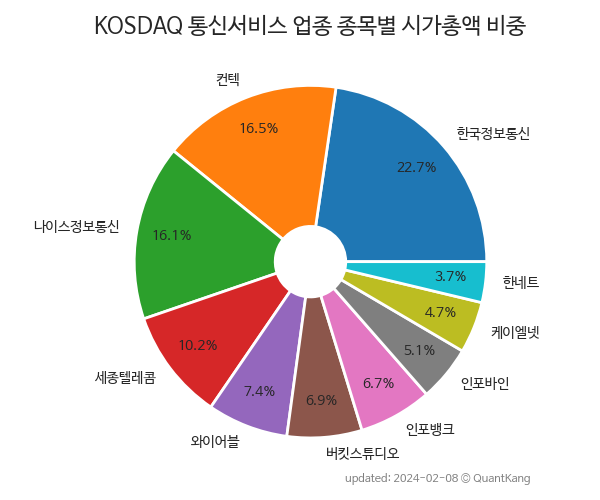 KOSDAQ 통신서비스 업종 종목별 시가총액 비중
컨텍
16.5%
한국정보통신
22.7%
나이스정보통신
16.1%
한네트
3.7%
케이엘넷
4.7%
세종텔레콤
10.2%
인포바인
5.1%
와이어블
7.4%
버킷스튜디오
6.9%
인포뱅크
6.7%
updated: 2024-02-08 © QuantKang